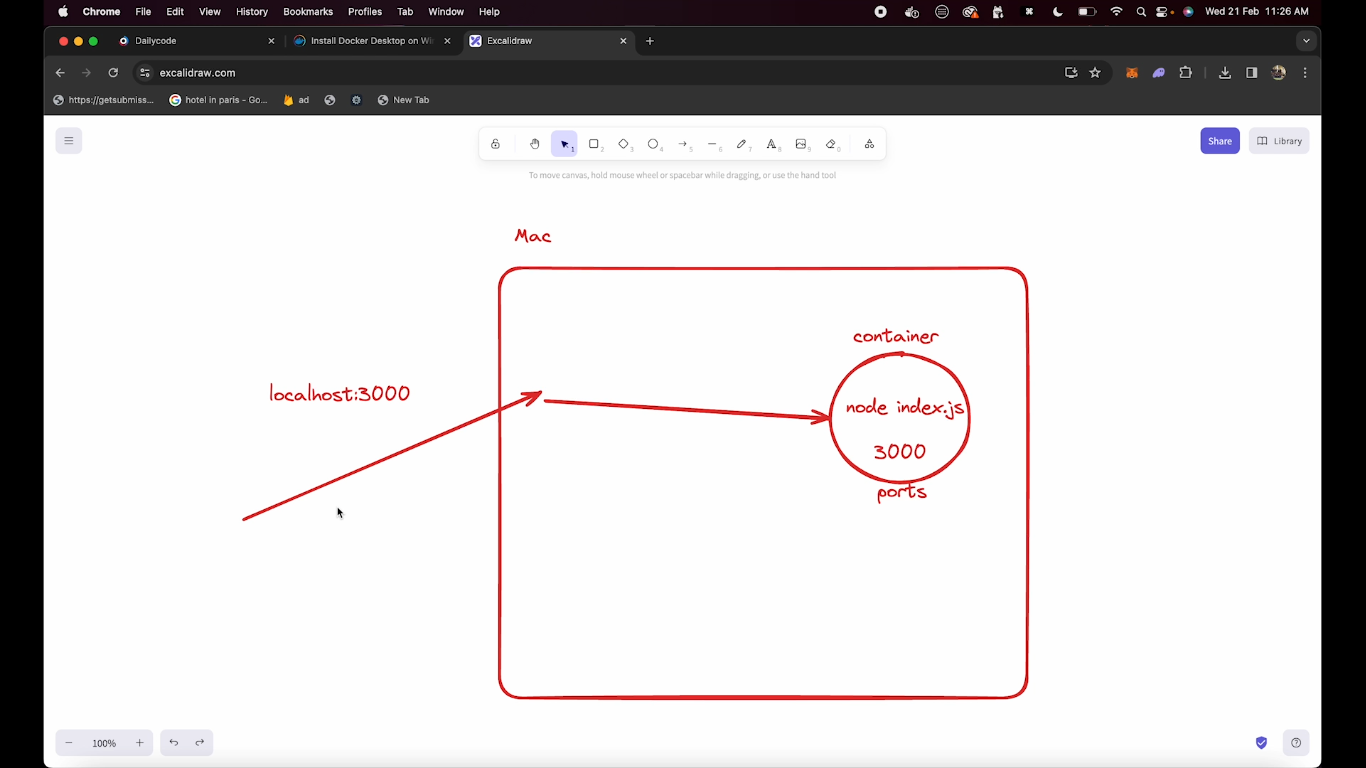 Chrome File Edit View History Bookmarks Profiles Tab Window Help Wed 21 Feb 11:26 AM
Dailycode Install Docker Desktop on Wi Excalidraw
excalidraw.com
https://getsubmiss... hotel in paris - Go... ad New Tab
1 2 3 4 5 6 7 A 8 9 0
Share Library
To move canvas, hold mouse wheel or spacebar while dragging, or use the hand tool
Mac
container
localhost:3000
node index.js
3000
ports
100%